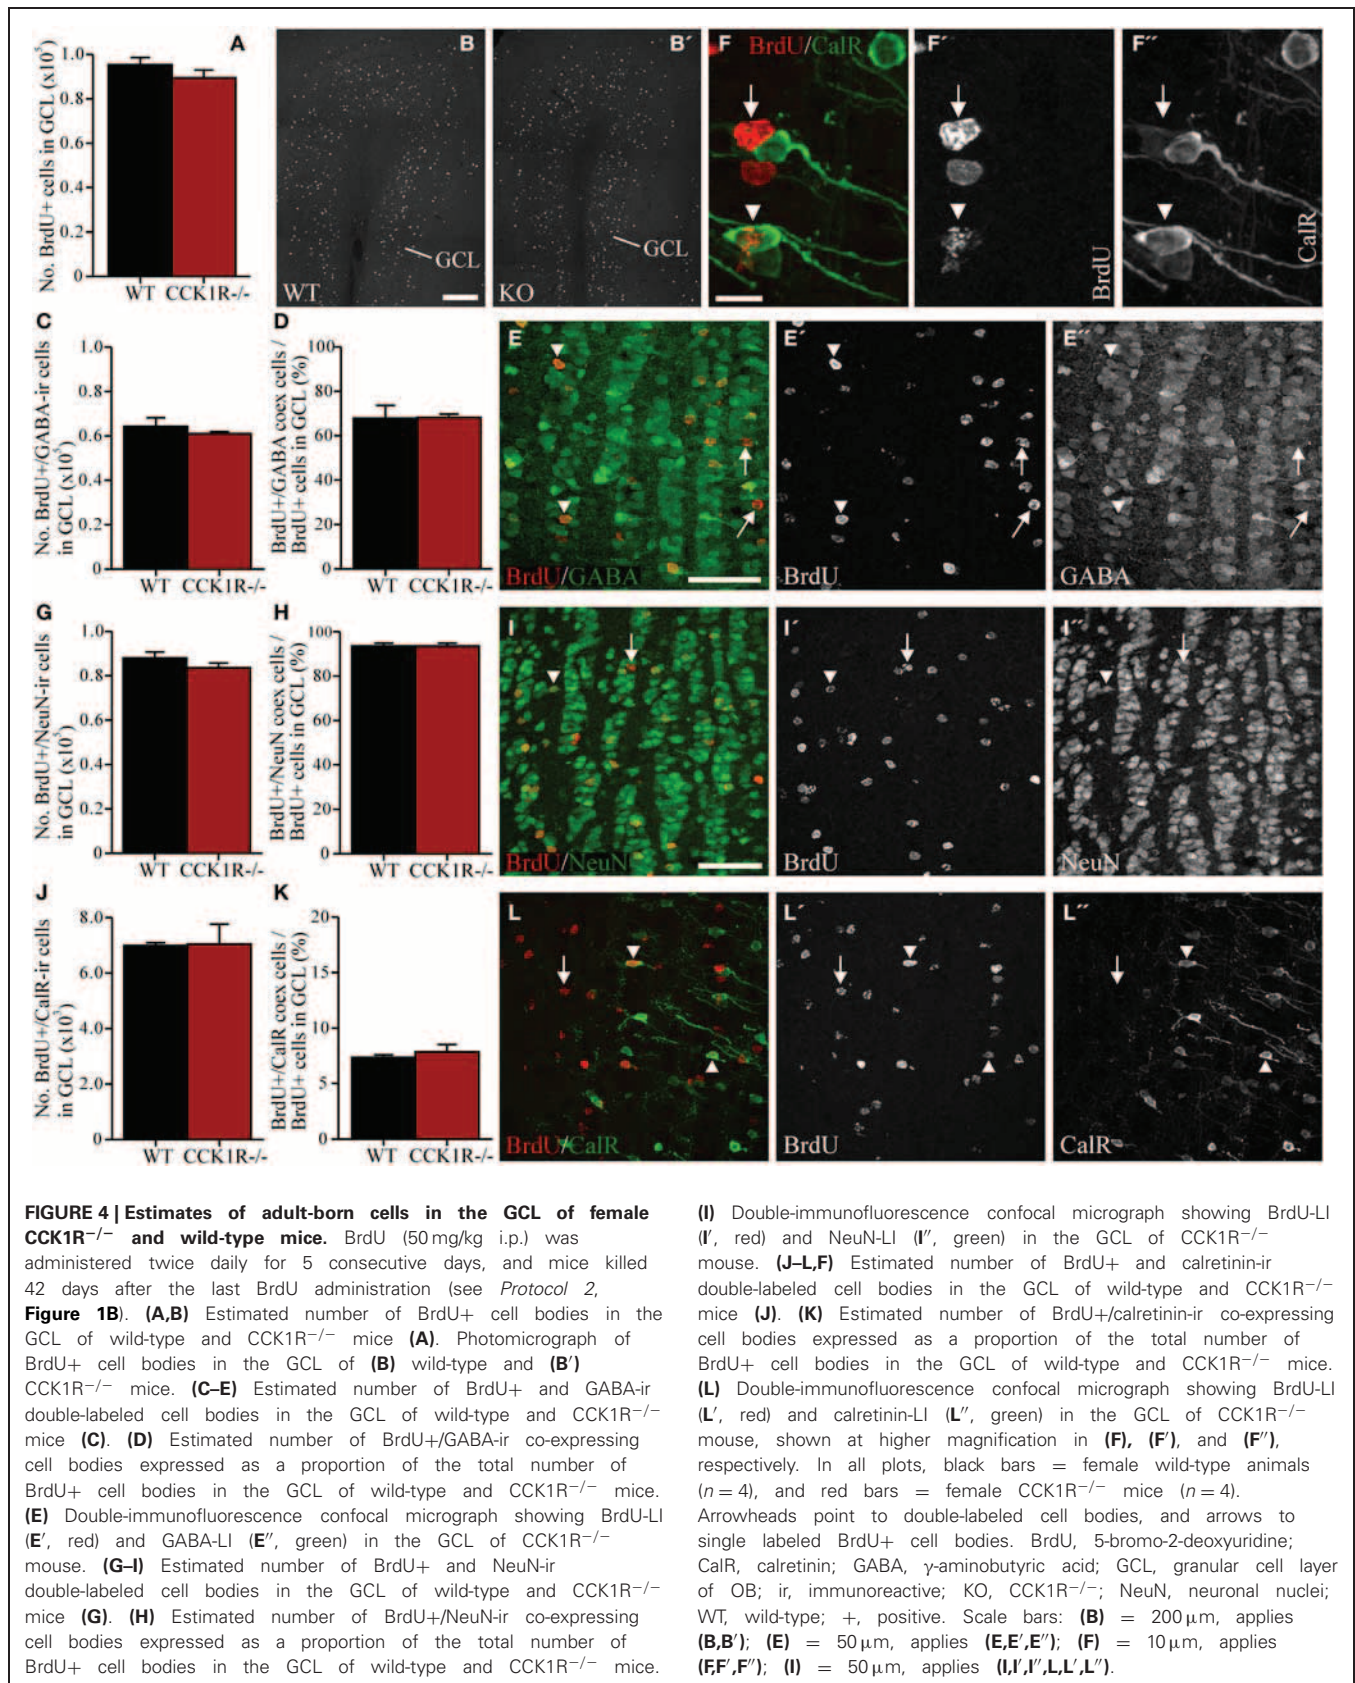 A
No. BrdU+ cells in GCL (x10⁵)
1.0
0.8
0.6
0.4
0.2
0
WT CCK1R-/-
B
GCL
WT
B´
GCL
KO
F
BrdU/CalR
F´
BrdU
F´´
CalR
C
No. BrdU+/GABA-ir cells
in GCL (x10⁵)
1.0
0.8
0.6
0.4
0.2
0
WT CCK1R-/-
D
BrdU+/GABA coex cells /
BrdU+ cells in GCL (%)
100
80
60
40
20
0
WT CCK1R-/-
E
BrdU/GABA
E´
BrdU
E´´
GABA
G
No. BrdU+/NeuN-ir cells
in GCL (x10⁵)
1.0
0.8
0.6
0.4
0.2
0
WT CCK1R-/-
H
BrdU+/NeuN coex cells /
BrdU+ cells in GCL (%)
100
80
60
40
20
0
WT CCK1R-/-
I
BrdU/NeuN
I´
BrdU
I´´
NeuN
J
No. BrdU+/CalR-ir cells
in GCL (x10³)
8.0
6.0
4.0
2.0
0
WT CCK1R-/-
K
BrdU+/CalR coex cells /
BrdU+ cells in GCL (%)
20
15
10
5
0
WT CCK1R-/-
L
BrdU/CalR
L´
BrdU
L´´
CalR
FIGURE 4 | Estimates of adult-born cells in the GCL of female
CCK1R−/− and wild-type mice. BrdU (50 mg/kg i.p.) was
administered twice daily for 5 consecutive days, and mice killed
42 days after the last BrdU administration (see Protocol 2,
Figure 1B). (A,B) Estimated number of BrdU+ cell bodies in the
GCL of wild-type and CCK1R−/− mice (A). Photomicrograph of
BrdU+ cell bodies in the GCL of (B) wild-type and (B′)
CCK1R−/− mice. (C–E) Estimated number of BrdU+ and GABA-ir
double-labeled cell bodies in the GCL of wild-type and CCK1R−/−
mice (C). (D) Estimated number of BrdU+/GABA-ir co-expressing
cell bodies expressed as a proportion of the total number of
BrdU+ cell bodies in the GCL of wild-type and CCK1R−/− mice.
(E) Double-immunofluorescence confocal micrograph showing BrdU-LI
(E′, red) and GABA-LI (E″, green) in the GCL of CCK1R−/−
mouse. (G–I) Estimated number of BrdU+ and NeuN-ir
double-labeled cell bodies in the GCL of wild-type and CCK1R−/−
mice (G). (H) Estimated number of BrdU+/NeuN-ir co-expressing
cell bodies expressed as a proportion of the total number of
BrdU+ cell bodies in the GCL of wild-type and CCK1R−/− mice.
(I) Double-immunofluorescence confocal micrograph showing BrdU-LI
(I′, red) and NeuN-LI (I″, green) in the GCL of CCK1R−/−
mouse. (J–L,F) Estimated number of BrdU+ and calretinin-ir
double-labeled cell bodies in the GCL of wild-type and CCK1R−/−
mice (J). (K) Estimated number of BrdU+/calretinin-ir co-expressing
cell bodies expressed as a proportion of the total number of
BrdU+ cell bodies in the GCL of wild-type and CCK1R−/− mice.
(L) Double-immunofluorescence confocal micrograph showing BrdU-LI
(L′, red) and calretinin-LI (L″, green) in the GCL of CCK1R−/−
mouse, shown at higher magnification in (F), (F′), and (F″),
respectively. In all plots, black bars = female wild-type animals
(n = 4), and red bars = female CCK1R−/− mice (n = 4).
Arrowheads point to double-labeled cell bodies, and arrows to
single labeled BrdU+ cell bodies. BrdU, 5-bromo-2-deoxyuridine;
CalR, calretinin; GABA, γ-aminobutyric acid; GCL, granular cell layer
of OB; ir, immunoreactive; KO, CCK1R−/−; NeuN, neuronal nuclei;
WT, wild-type; +, positive. Scale bars: (B) = 200 μm, applies
(B,B′); (E) = 50 μm, applies (E,E′,E″); (F) = 10 μm, applies
(F,F′,F″); (I) = 50 μm, applies (I,I′,I″,L,L′,L″).